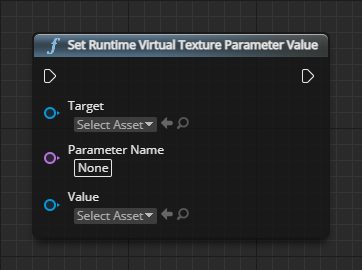 Set Runtime Virtual Texture Parameter Value
Target
Select Asset
Parameter Name
None
Value
Select Asset